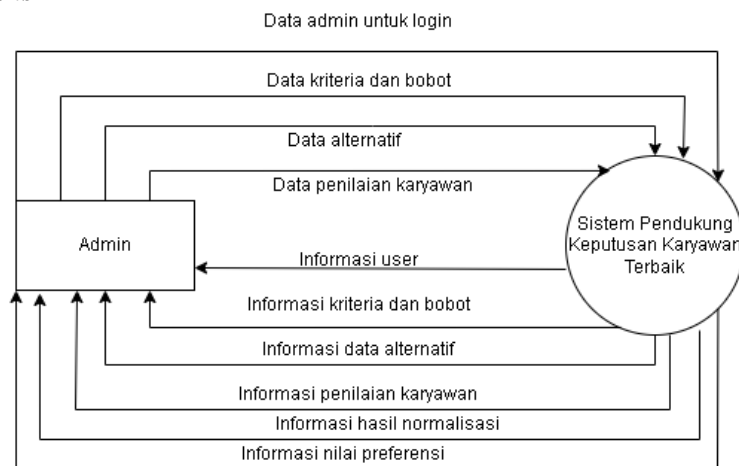 Data admin untuk login
Data kriteria dan bobot
Data alternatif
Data penilaian karyawan
Admin
Sistem Pendukung
Keputusan Karyawan
Terbaik
Informasi user
Informasi kriteria dan bobot
Informasi data alternatif
Informasi penilaian karyawan
Informasi hasil normalisasi
Informasi nilai preferensi